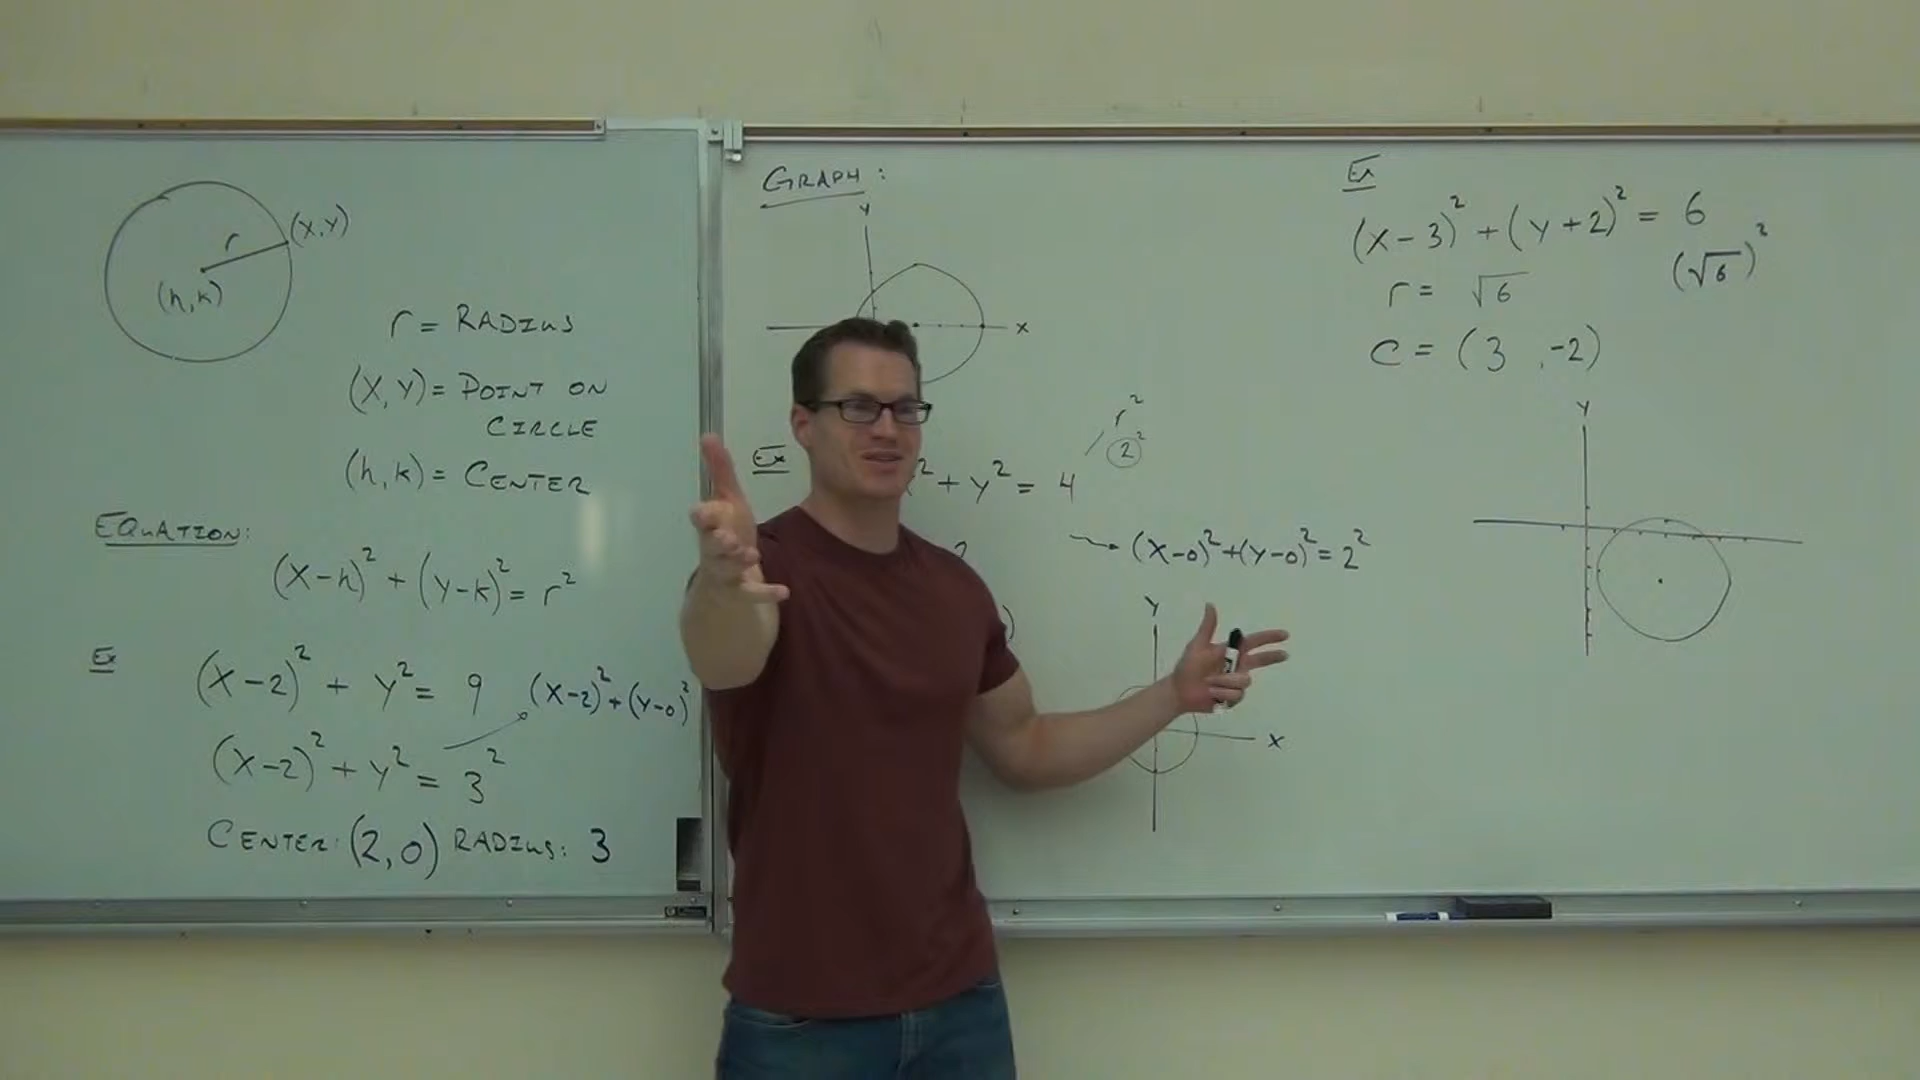 (x,y)
r
(h,k)
r = RADIUS
(x,y) = POINT ON
CIRCLE
(h,k) = CENTER
EQUATION:
(x-h)² + (y-k)² = r²
Ex
(x-2)² + y² = 9
(x-2)² + (y-0)²
(x-2)² + y² = 3²
CENTER: (2,0) RADIUS: 3
GRAPH:
y
x
Ex
² + y² = 4
r²
2²
2
(x-0)² + (y-0)² = 2²
)
y
x
Ex
(x-3)² + (y+2)² = 6
(√6)²
r = √6
C = (3, -2)
y